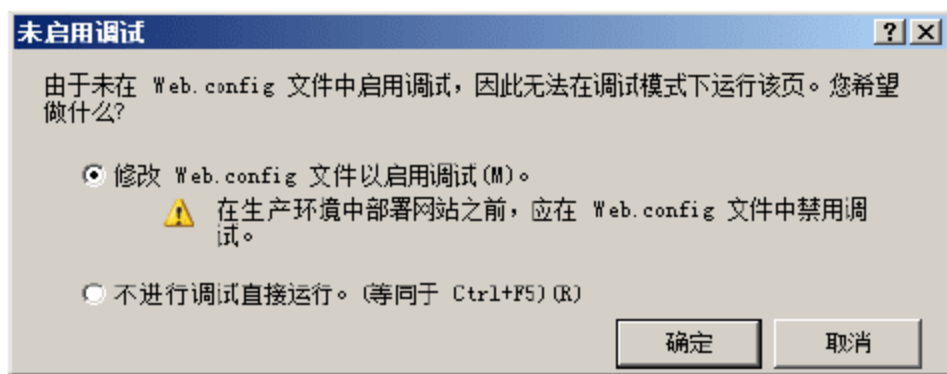 未启用调试
由于未在 Web.config 文件中启用调试，因此无法在调试模式下运行该页。您希望
做什么？
修改 Web.config 文件以启用调试(M)。
在生产环境中部署网站之前，应在 Web.config 文件中禁用调
试。
不进行调试直接运行。(等同于 Ctrl+F5)(R)
确定
取消